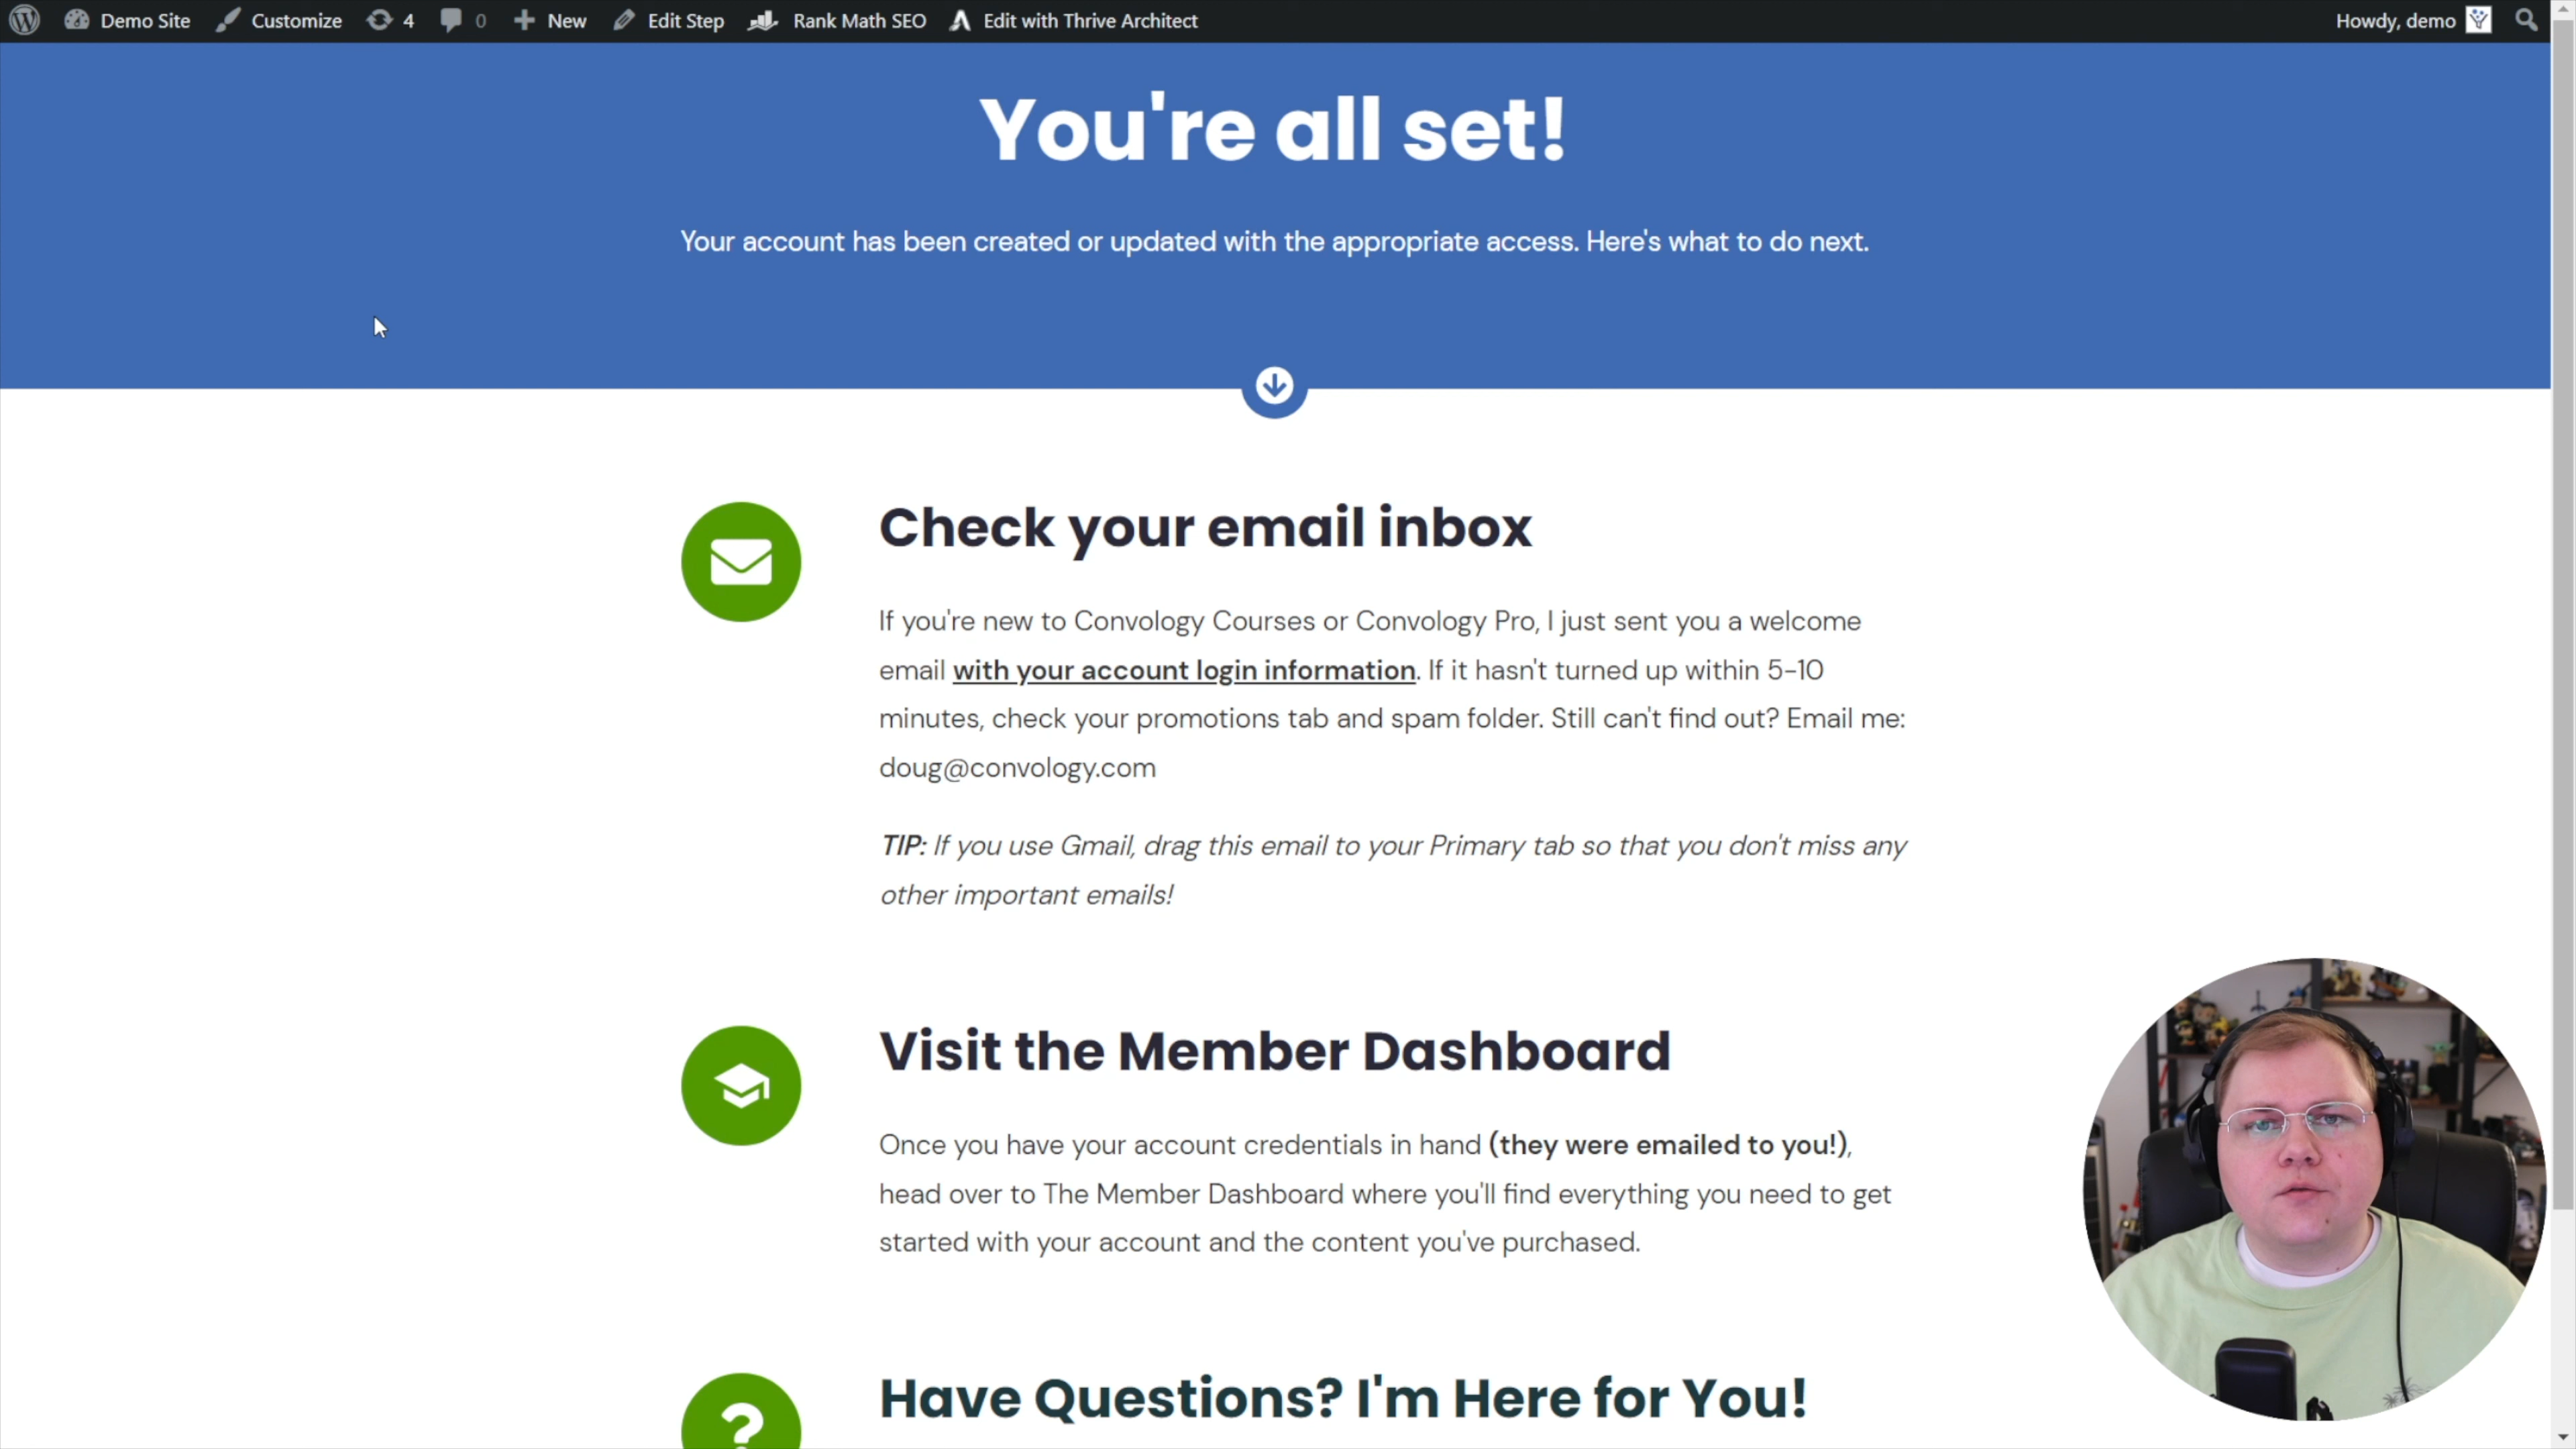 Demo Site Customize 4 0 New Edit Step Rank Math SEO Edit with Thrive Architect Howdy, demo
You're all set!
Your account has been created or updated with the appropriate access. Here's what to do next.
Check your email inbox
If you're new to Convology Courses or Convology Pro, I just sent you a welcome
email with your account login information. If it hasn't turned up within 5-10
minutes, check your promotions tab and spam folder. Still can't find out? Email me:
doug@convology.com
TIP: If you use Gmail, drag this email to your Primary tab so that you don't miss any
other important emails!
Visit the Member Dashboard
Once you have your account credentials in hand (they were emailed to you!),
head over to The Member Dashboard where you'll find everything you need to get
started with your account and the content you've purchased.
Have Questions? I'm Here for You!